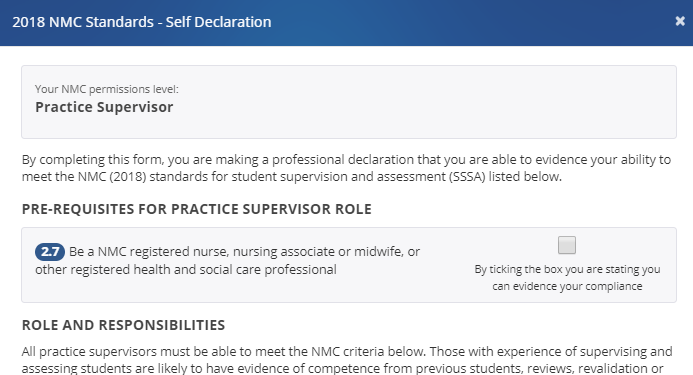 2018 NMC Standards - Self Declaration
Your NMC permissions level:
Practice Supervisor
By completing this form, you are making a professional declaration that you are able to evidence your ability to
meet the NMC (2018) standards for student supervision and assessment (SSSA) listed below.
PRE-REQUISITES FOR PRACTICE SUPERVISOR ROLE
2.7 Be a NMC registered nurse, nursing associate or midwife, or
other registered health and social care professional
By ticking the box you are stating you
can evidence your compliance
ROLE AND RESPONSIBILITIES
All practice supervisors must be able to meet the NMC criteria below. Those with experience of supervising and
assessing students are likely to have evidence of competence from previous students, reviews, revalidation or